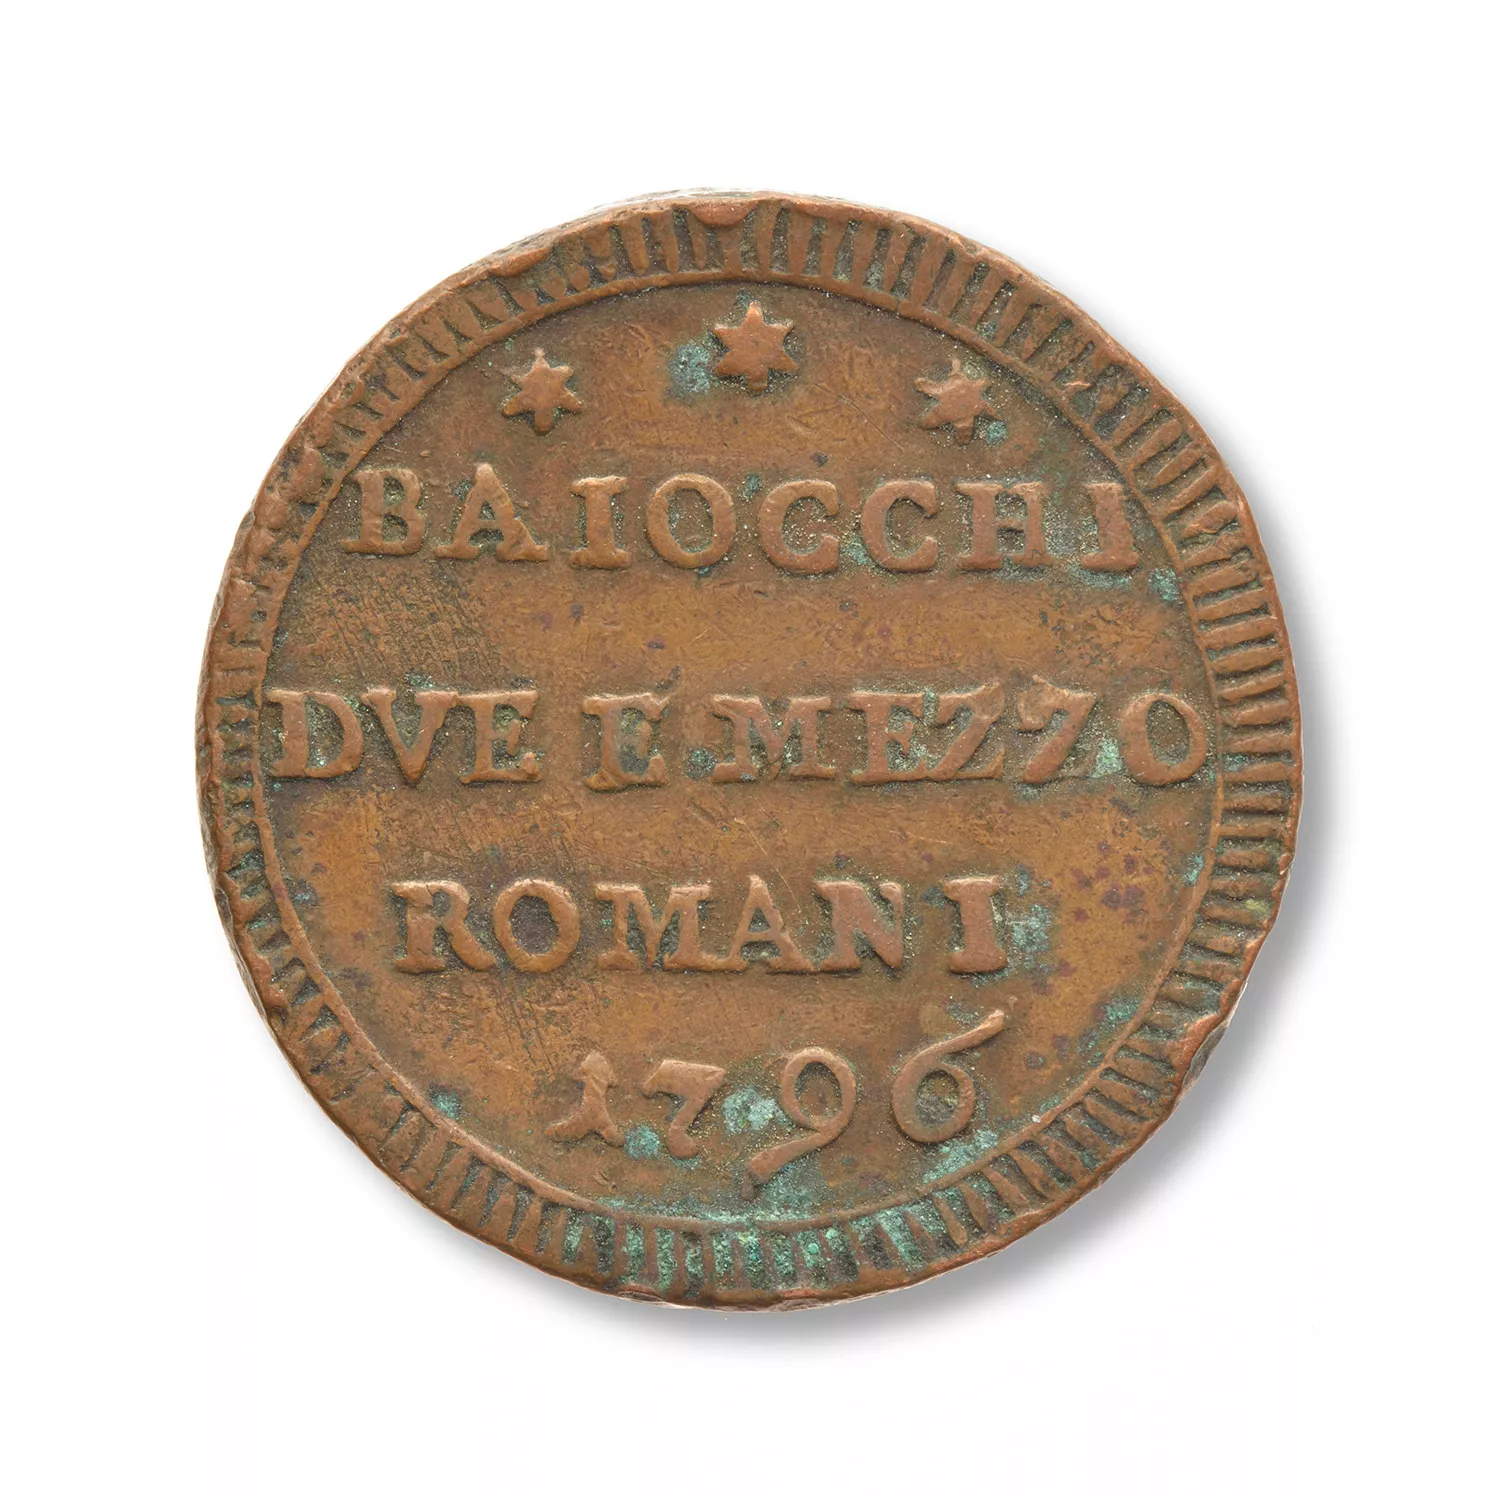 BAIOCCHI
DVE E MEZZO
ROMANI
1796